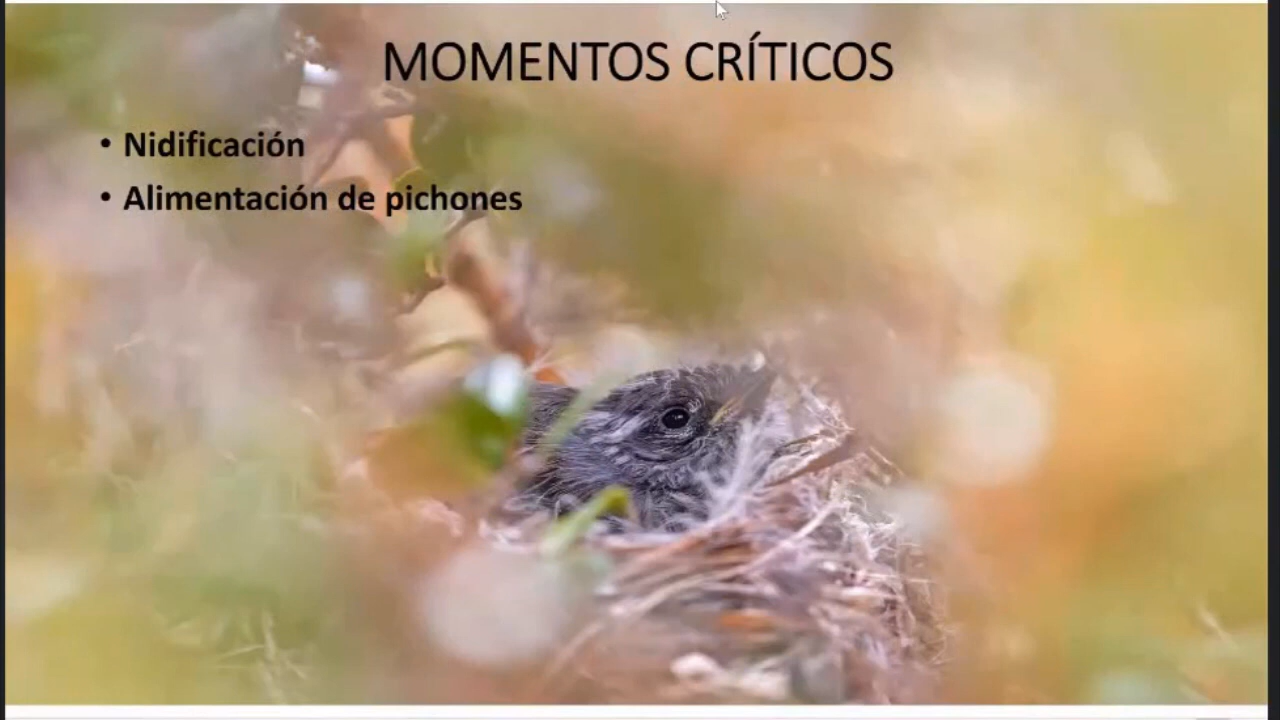 MOMENTOS CRÍTICOS
• Nidificación
• Alimentación de pichones